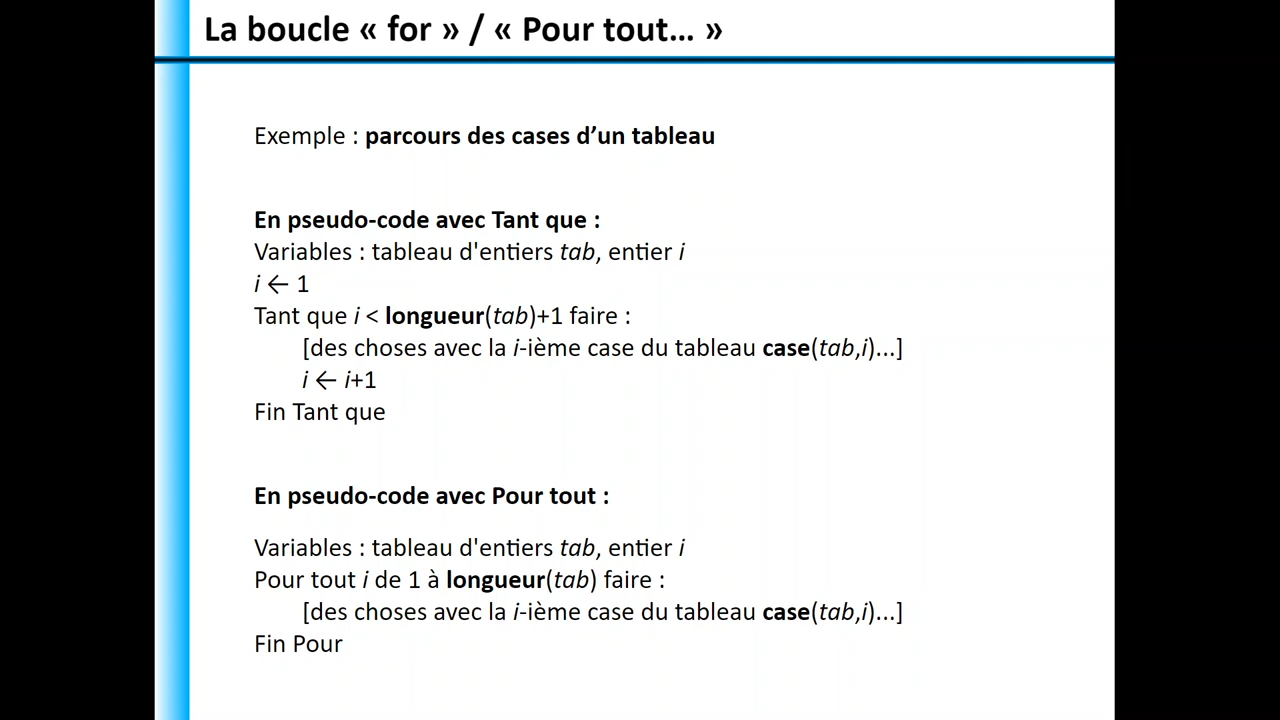 La boucle « for » / « Pour tout... »
Exemple : parcours des cases d’un tableau
En pseudo-code avec Tant que :
Variables : tableau d'entiers tab, entier i
i ← 1
Tant que i < longueur(tab)+1 faire :
[des choses avec la i-ième case du tableau case(tab,i)...]
i ← i+1
Fin Tant que
En pseudo-code avec Pour tout :
Variables : tableau d'entiers tab, entier i
Pour tout i de 1 à longueur(tab) faire :
[des choses avec la i-ième case du tableau case(tab,i)...]
Fin Pour